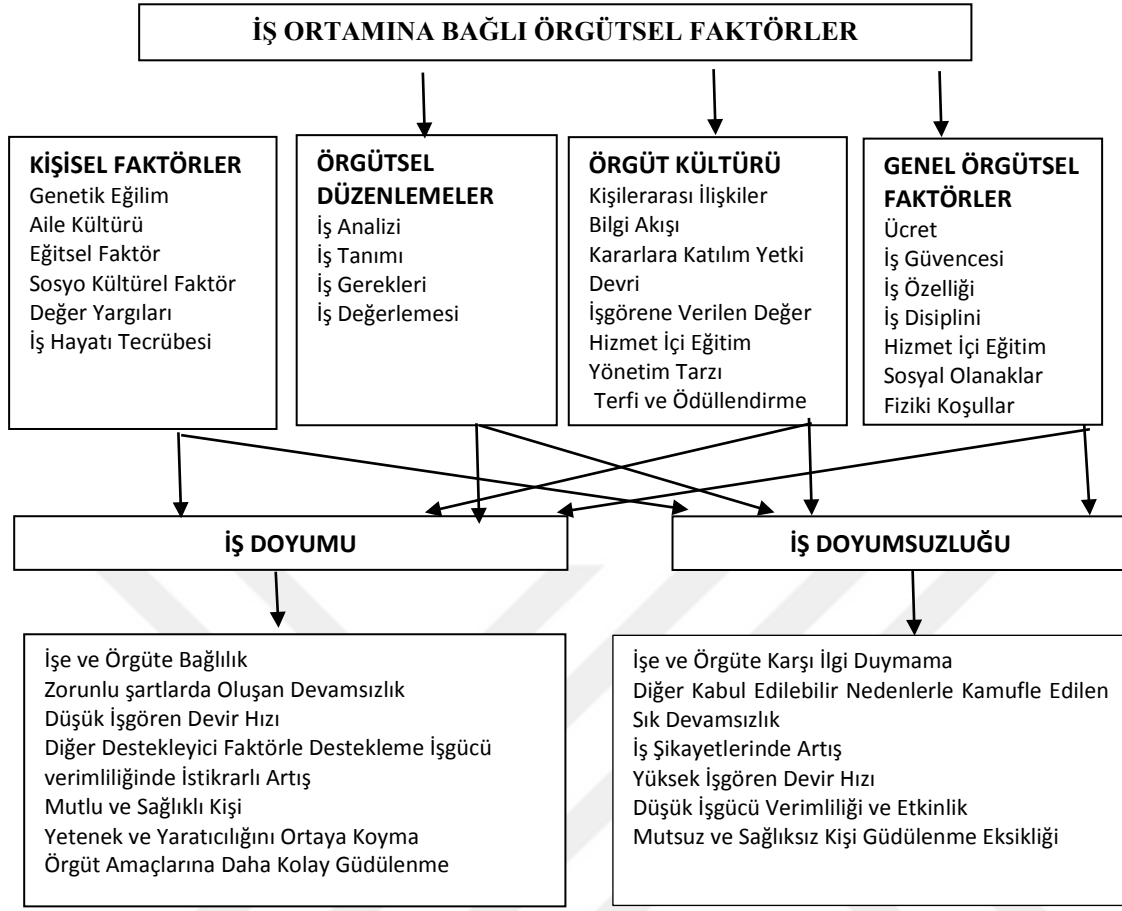 İŞ ORTAMINA BAĞLI ÖRGÜTSEL FAKTÖRLER
KİŞİSEL FAKTÖRLER
Genetik Eğilim
Aile Kültürü
Eğitsel Faktör
Sosyo Kültürel Faktör
Değer Yargıları
İş Hayatı Tecrübesi
ÖRGÜTSEL
DÜZENLEMELER
İş Analizi
İş Tanımı
İş Gerekleri
İş Değerlemesi
ÖRGÜT KÜLTÜRÜ
Kişilerarası İlişkiler
Bilgi Akışı
Kararlara Katılım Yetki
Devri
İşgörene Verilen Değer
Hizmet İçi Eğitim
Yönetim Tarzı
Terfi ve Ödüllendirme
GENEL ÖRGÜTSEL
FAKTÖRLER
Ücret
İş Güvencesi
İş Özelliği
İş Disiplini
Hizmet İçi Eğitim
Sosyal Olanaklar
Fiziki Koşullar
İŞ DOYUMU
İŞ DOYUMSUZLUĞU
İşe ve Örgüte Bağlılık
Zorunlu şartlarda Oluşan Devamsızlık
Düşük İşgören Devir Hızı
Diğer Destekleyici Faktörle Destekleme İşgücü
verimliliğinde İstikrarlı Artış
Mutlu ve Sağlıklı Kişi
Yetenek ve Yaratıcılığını Ortaya Koyma
Örgüt Amaçlarına Daha Kolay Güdülenme
İşe ve Örgüte Karşı İlgi Duymama
Diğer Kabul Edilebilir Nedenlerle Kamufle Edilen
Sık Devamsızlık
İş Şikayetlerinde Artış
Yüksek İşgören Devir Hızı
Düşük İşgücü Verimliliği ve Etkinlik
Mutsuz ve Sağlıksız Kişi Güdülenme Eksikliği